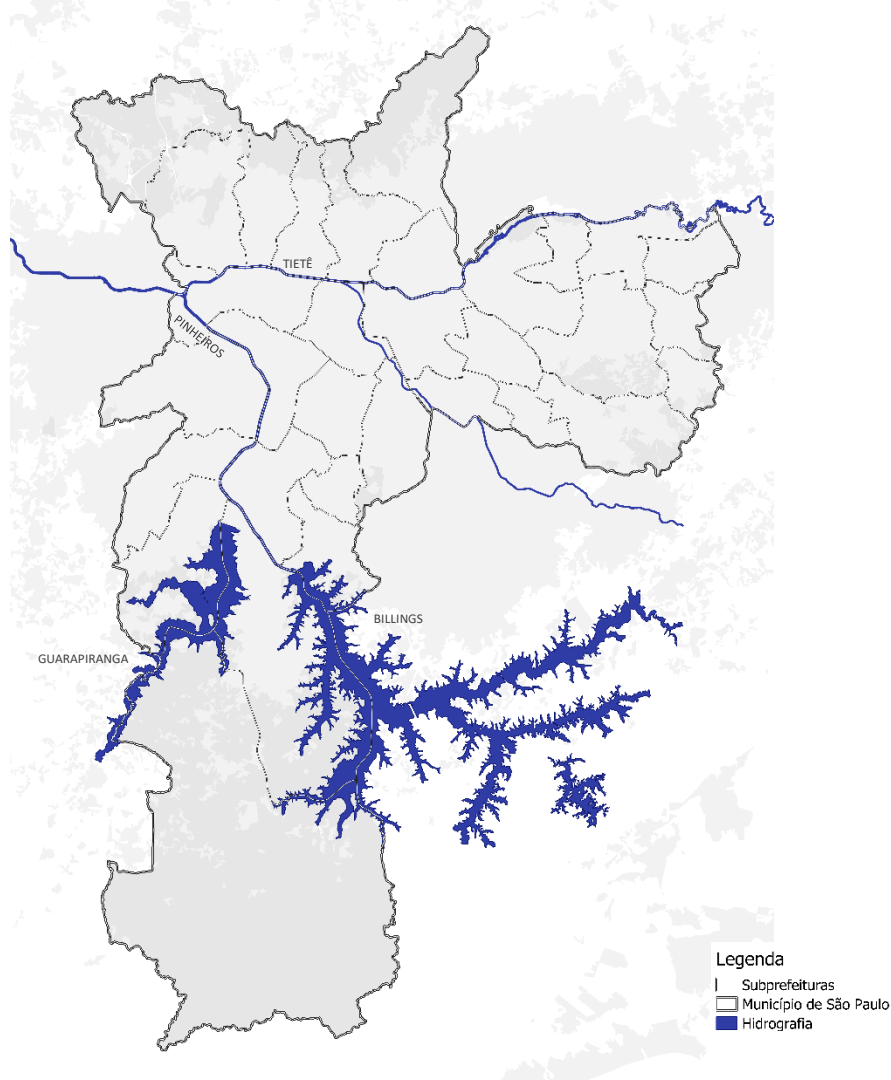 TIETÊ
PINHEIROS
BILLINGS
GUARAPIRANGA
Legenda
Subprefeituras
Município de São Paulo
Hidrografia